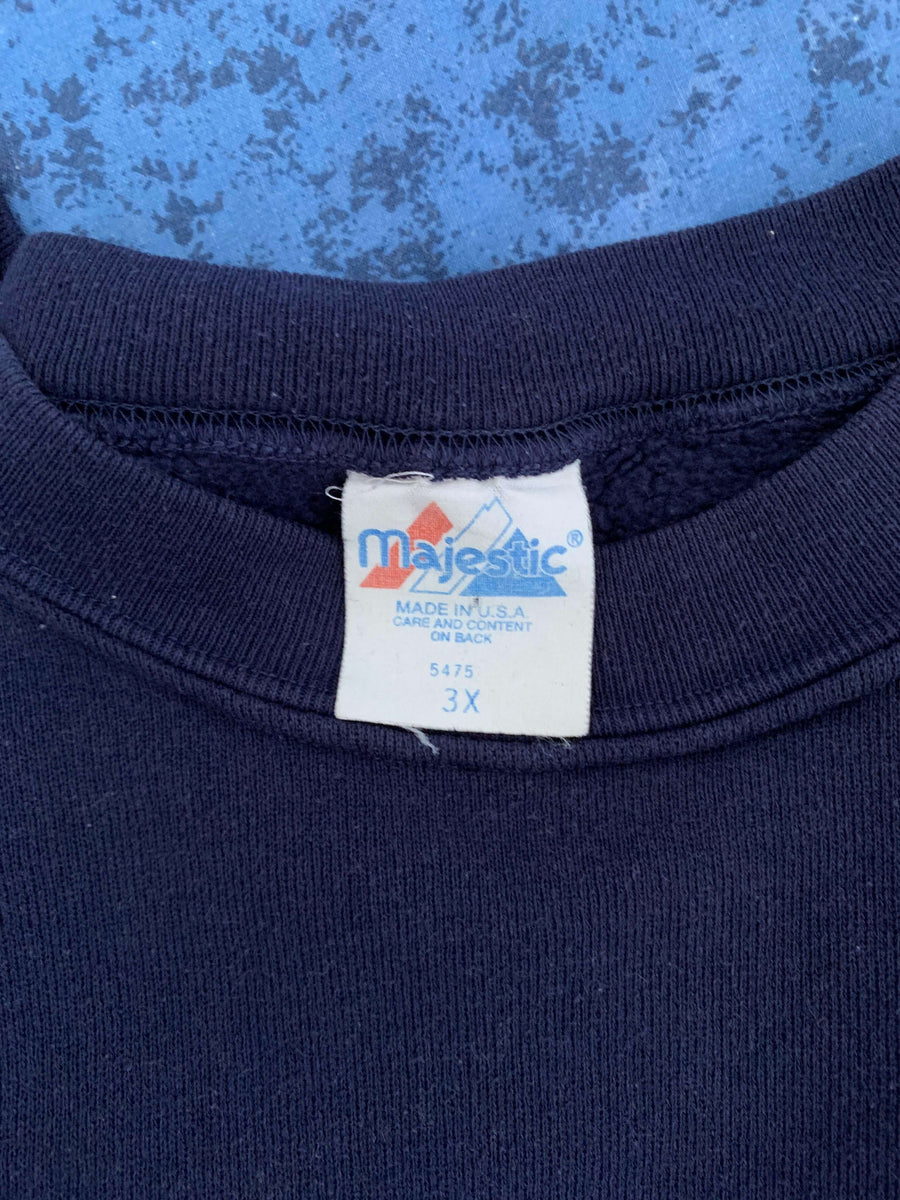 Majestic®
MADE IN U.S.A.
CARE AND CONTENT
ON BACK
5475
3X